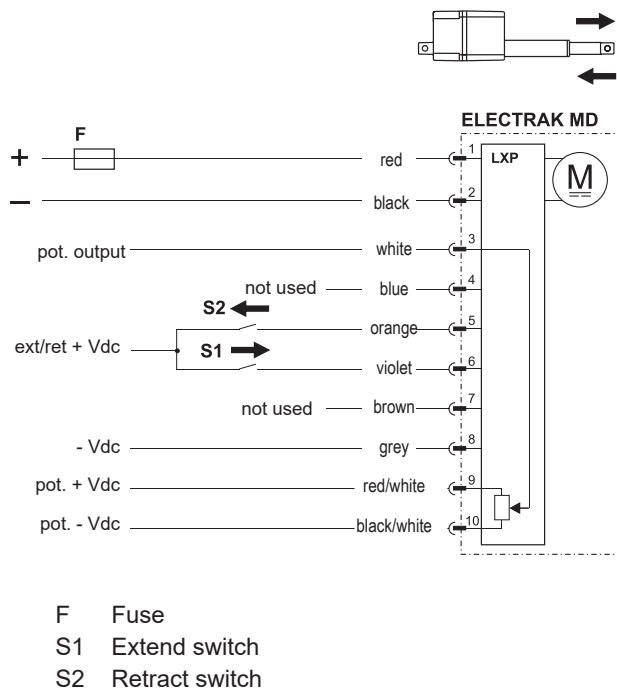 ELECTRAK MD
F
+ red 1 LXP
M
− black 2
pot. output white 3
not used blue 4
S2
orange 5
ext/ret + Vdc
S1
violet 6
not used brown 7
- Vdc grey 8
pot. + Vdc red/white 9
pot. - Vdc black/white 10
F Fuse
S1 Extend switch
S2 Retract switch